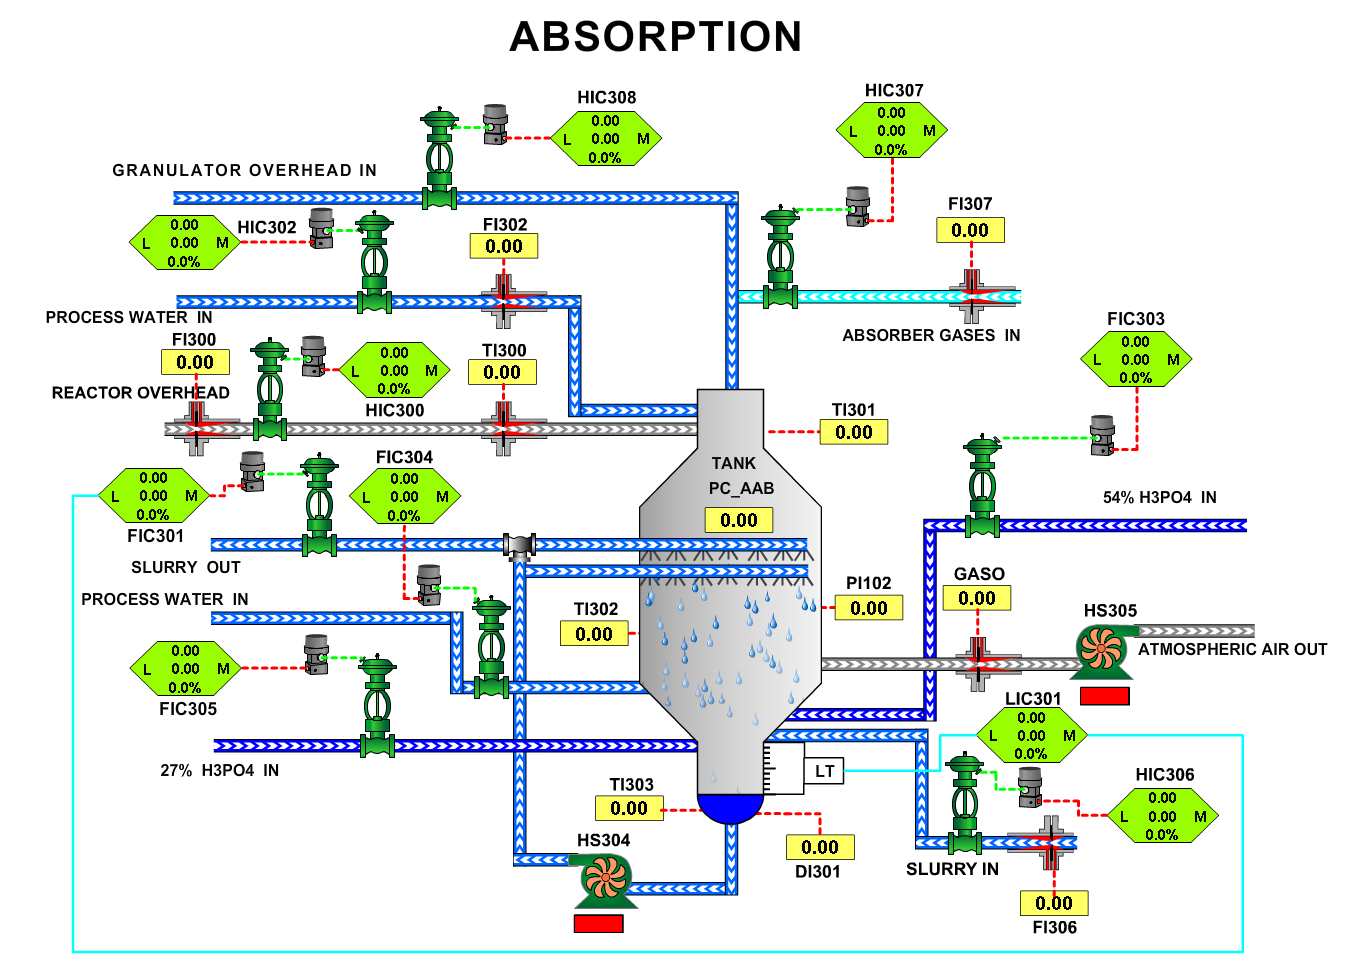 ABSORPTION
HIC308
0.00
L 0.00 M
0.0%
HIC307
0.00
L 0.00 M
0.0%
GRANULATOR OVERHEAD IN
HIC302
0.00
L 0.00 M
0.0%
FI302
0.00
FI307
0.00
PROCESS WATER IN
ABSORBER GASES IN
FIC303
0.00
L 0.00 M
0.0%
FI300
0.00
REACTOR OVERHEAD
0.00
L 0.00 M
0.0%
HIC300
TI300
0.00
TI301
0.00
FIC304
0.00
L 0.00 M
0.0%
TANK
PC_AAB
0.00
0.00
L 0.00 M
0.0%
FIC301
54% H3PO4 IN
SLURRY OUT
PROCESS WATER IN
TI302
0.00
PI102
0.00
GASO
0.00
HS305
ATMOSPHERIC AIR OUT
0.00
L 0.00 M
0.0%
FIC305
LIC301
0.00
L 0.00 M
0.0%
27% H3PO4 IN
LT
TI303
0.00
HIC306
0.00
L 0.00 M
0.0%
HS304
0.00
DI301
SLURRY IN
0.00
FI306